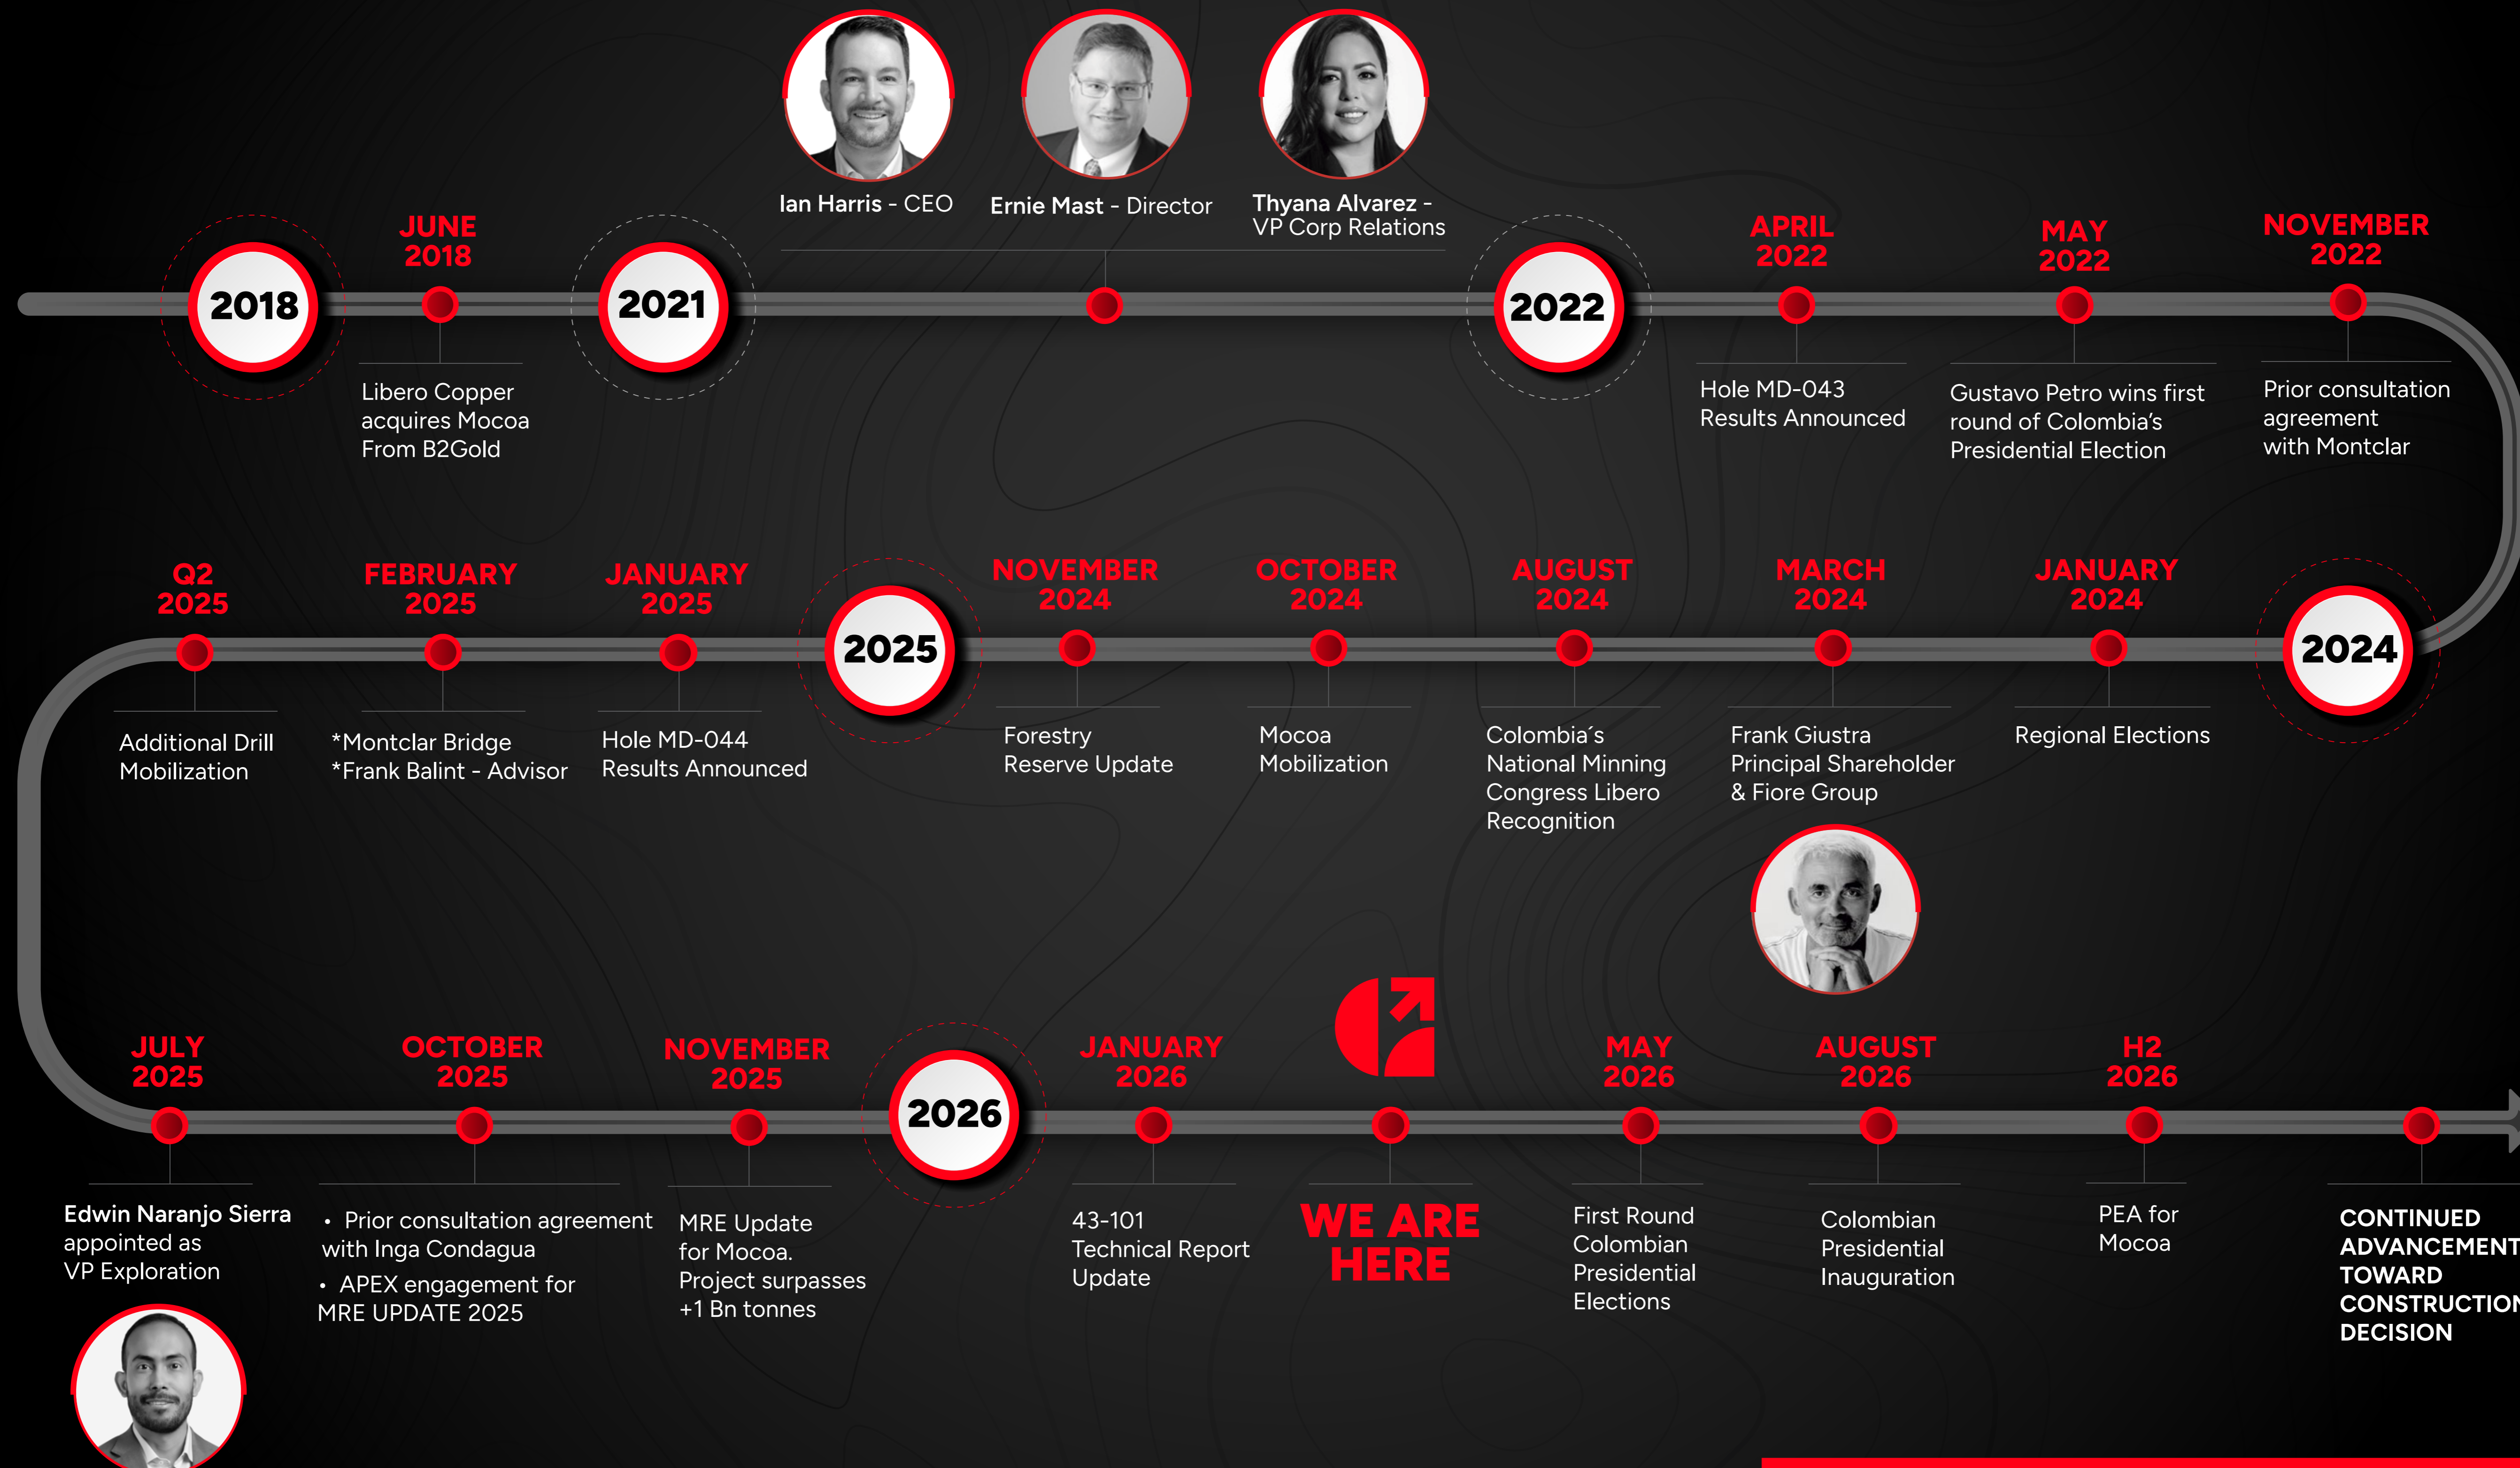 Ian Harris - CEO
Ernie Mast - Director
Thyana Alvarez -
VP Corp Relations
2018
JUNE
2018
Libero Copper
acquires Mocoa
From B2Gold
2021
2022
APRIL
2022
Hole MD-043
Results Announced
MAY
2022
Gustavo Petro wins first
round of Colombia’s
Presidential Election
NOVEMBER
2022
Prior consultation
agreement
with Montclar
2024
JANUARY
2024
Regional Elections
MARCH
2024
Frank Giustra
Principal Shareholder
& Fiore Group
AUGUST
2024
Colombia´s
National Minning
Congress Libero
Recognition
OCTOBER
2024
Mocoa
Mobilization
NOVEMBER
2024
Forestry
Reserve Update
2025
JANUARY
2025
Hole MD-044
Results Announced
FEBRUARY
2025
*Montclar Bridge
*Frank Balint - Advisor
Q2
2025
Additional Drill
Mobilization
JULY
2025
Edwin Naranjo Sierra
appointed as
VP Exploration
OCTOBER
2025
• Prior consultation agreement
with Inga Condagua
• APEX engagement for
MRE UPDATE 2025
NOVEMBER
2025
MRE Update
for Mocoa.
Project surpasses
+1 Bn tonnes
2026
JANUARY
2026
43-101
Technical Report
Update
WE ARE
HERE
MAY
2026
First Round
Colombian
Presidential
Elections
AUGUST
2026
Colombian
Presidential
Inauguration
H2
2026
PEA for
Mocoa
CONTINUED
ADVANCEMENT
TOWARD
CONSTRUCTION
DECISION